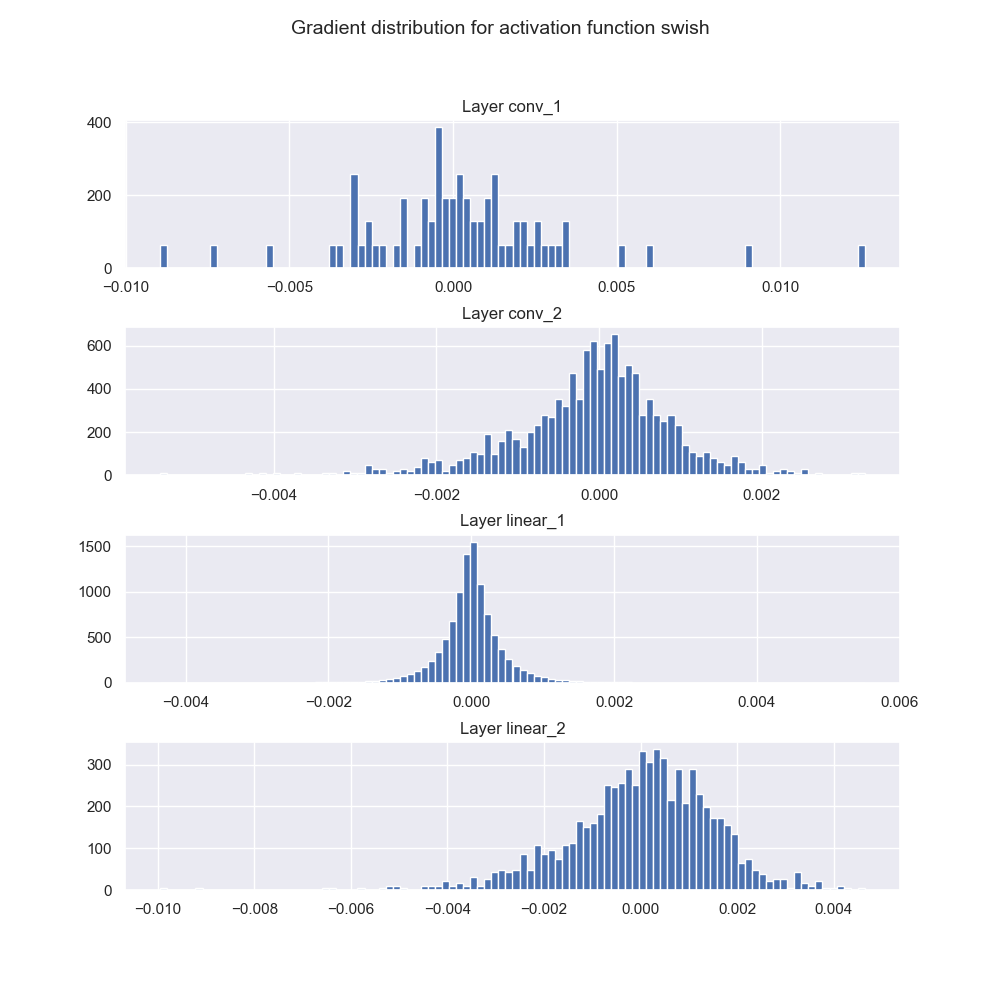 Gradient distribution for activation function swish
Layer conv_1
400
200
0
−0.010 −0.005 0.000 0.005 0.010
Layer conv_2
600
400
200
0
−0.004 −0.002 0.000 0.002
Layer linear_1
1500
1000
500
0
−0.004 −0.002 0.000 0.002 0.004 0.006
Layer linear_2
300
200
100
0
−0.010 −0.008 −0.006 −0.004 −0.002 0.000 0.002 0.004